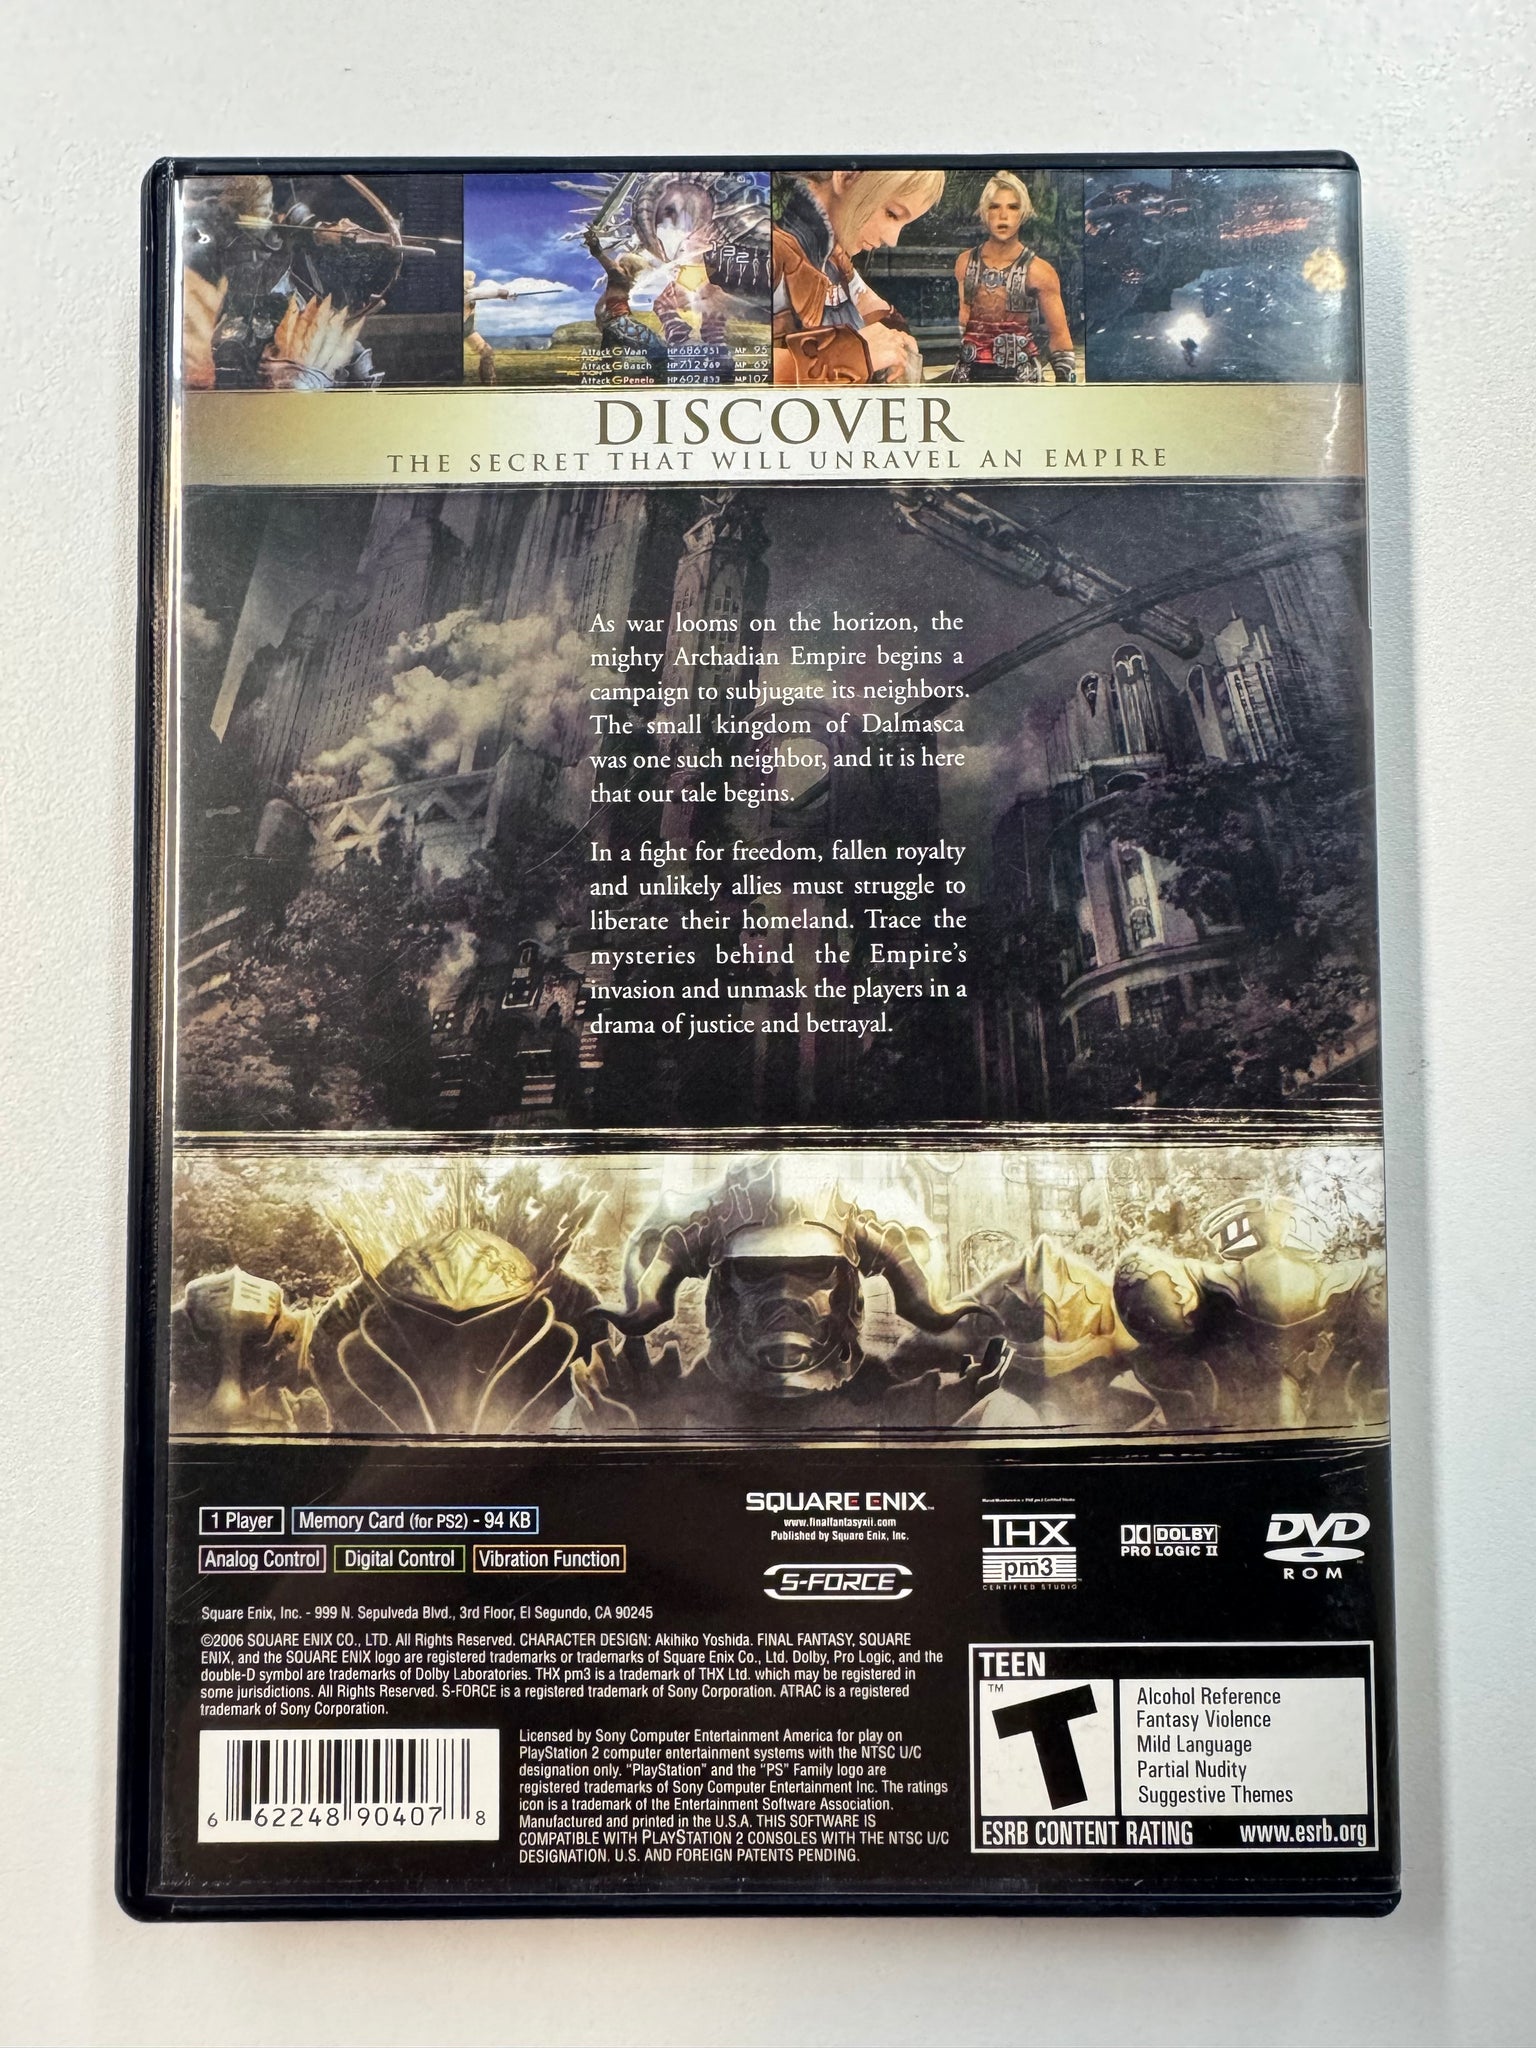 132
Attack G Vaan HP 686 951 MP 95
ACTION
Attack G Basch HP 712 969 MP 69
ACTION
Attack G Penelo HP 602 833 MP 107
DISCOVER
THE SECRET THAT WILL UNRAVEL AN EMPIRE
As war looms on the horizon, the
mighty Archadian Empire begins a
campaign to subjugate its neighbors.
The small kingdom of Dalmasca
was one such neighbor, and it is here
that our tale begins.
In a fight for freedom, fallen royalty
and unlikely allies must struggle to
liberate their homeland. Trace the
mysteries behind the Empire's
invasion and unmask the players in a
drama of justice and betrayal.
1 Player Memory Card (for PS2) - 94 KB
Analog Control Digital Control Vibration Function
SQUARE ENIX™
www.finalfantasyxii.com
Published by Square Enix, Inc.
S-FORCE
THX
pm3™
CERTIFIED STUDIO
DOLBY
PRO LOGIC II
DVD™
ROM
Square Enix, Inc. - 999 N. Sepulveda Blvd., 3rd Floor, El Segundo, CA 90245
©2006 SQUARE ENIX CO., LTD. All Rights Reserved. CHARACTER DESIGN: Akihiko Yoshida. FINAL FANTASY, SQUARE
ENIX, and the SQUARE ENIX logo are registered trademarks or trademarks of Square Enix Co., Ltd. Dolby, Pro Logic, and the
double-D symbol are trademarks of Dolby Laboratories. THX pm3 is a trademark of THX Ltd. which may be registered in
some jurisdictions. All Rights Reserved. S-FORCE is a registered trademark of Sony Corporation. ATRAC is a registered
trademark of Sony Corporation.
6 62248 90407 8
Licensed by Sony Computer Entertainment America for play on
PlayStation 2 computer entertainment systems with the NTSC U/C
designation only. "PlayStation" and the "PS" Family logo are
registered trademarks of Sony Computer Entertainment Inc. The ratings
icon is a trademark of the Entertainment Software Association.
Manufactured and printed in the U.S.A. THIS SOFTWARE IS
COMPATIBLE WITH PLAYSTATION 2 CONSOLES WITH THE NTSC U/C
DESIGNATION. U.S. AND FOREIGN PATENTS PENDING.
TEEN
™
T
Alcohol Reference
Fantasy Violence
Mild Language
Partial Nudity
Suggestive Themes
ESRB CONTENT RATING www.esrb.org